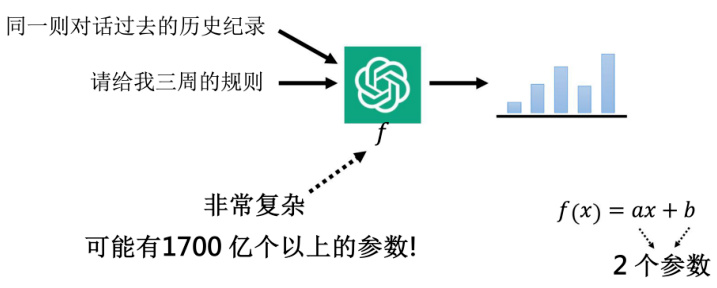 同一则对话过去的历史纪录
请给我三周的规则
f
非常复杂
可能有1700 亿个以上的参数!
f(x) = ax + b
2 个参数